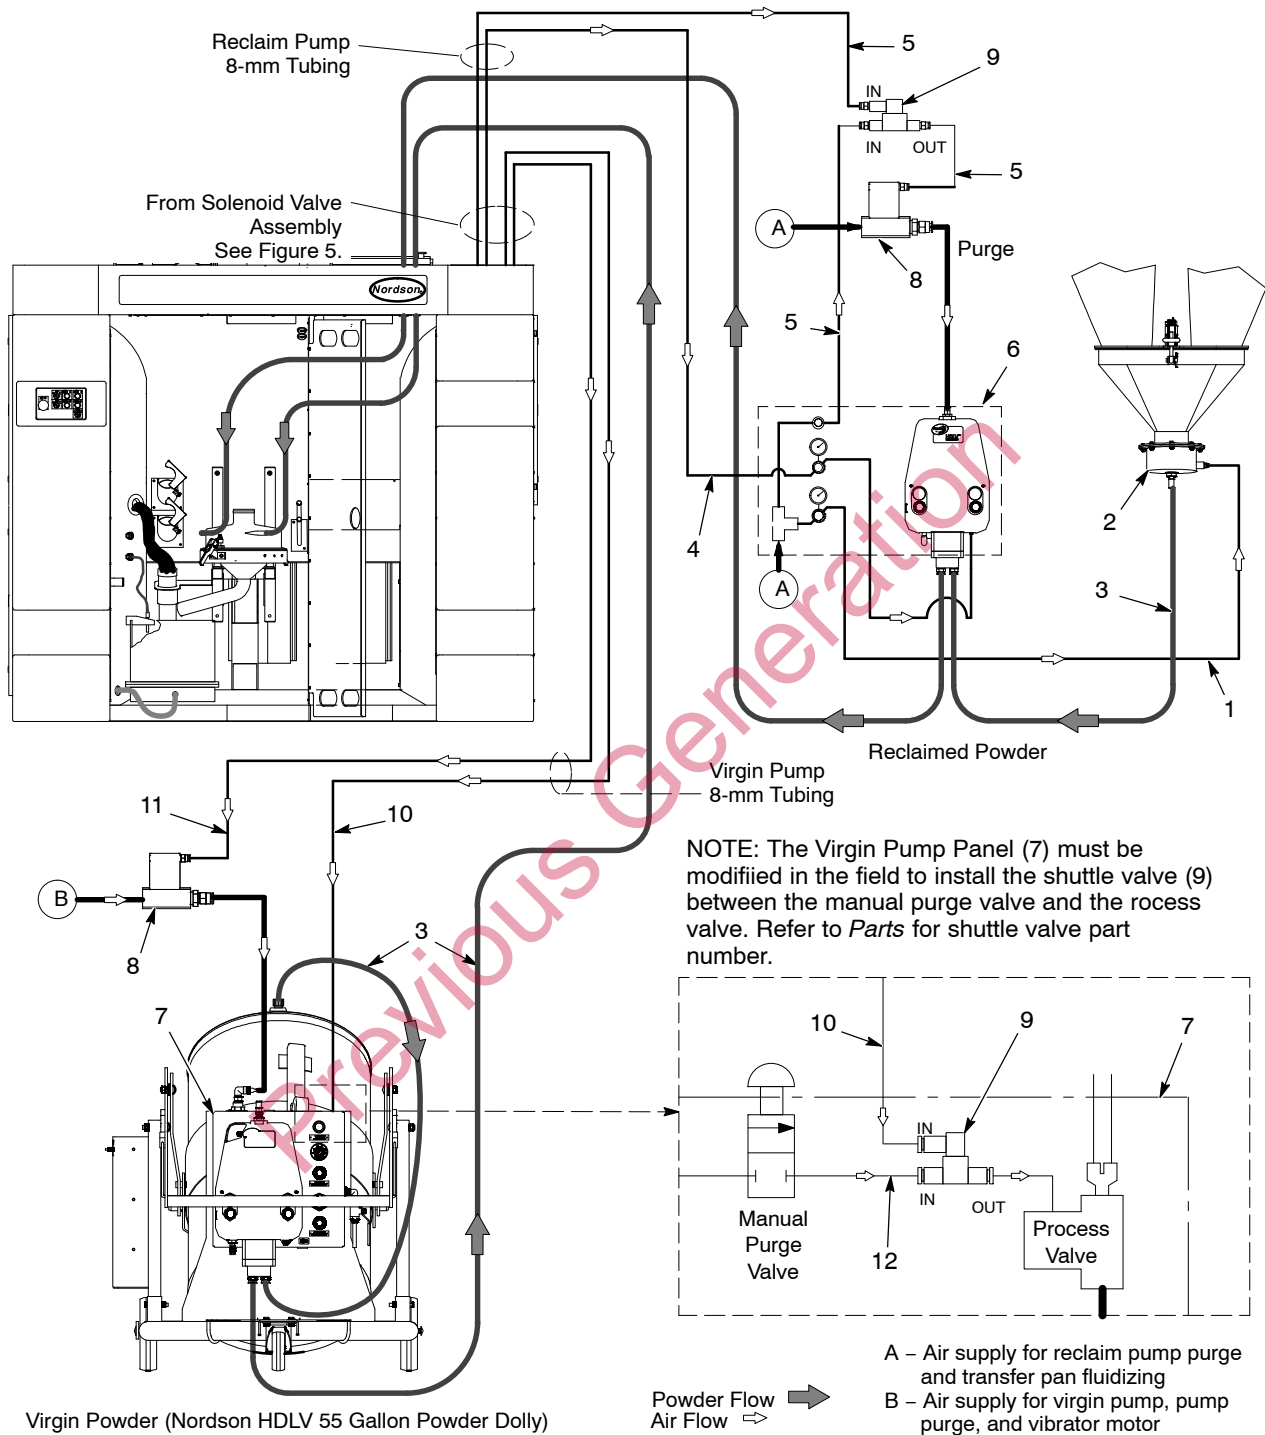 Reclaim Pump
8-mm Tubing
5
9
IN
IN
OUT
5
From Solenoid Valve
Assembly
See Figure 5.
A
Purge
8
Nordson
5
6
2
4
A
3
1
Reclaimed Powder
Virgin Pump
8-mm Tubing
11
10
B
8
3
7
NOTE: The Virgin Pump Panel (7) must be
modifiied in the field to install the shuttle valve (9)
between the manual purge valve and the rocess
valve. Refer to Parts for shuttle valve part
number.
10
9
7
IN
IN
OUT
Manual
Purge
Valve
12
Process
Valve
A – Air supply for reclaim pump purge
and transfer pan fluidizing
B – Air supply for virgin pump, pump
purge, and vibrator motor
Powder Flow
Air Flow
Virgin Powder (Nordson HDLV 55 Gallon Powder Dolly)
Previous Generation